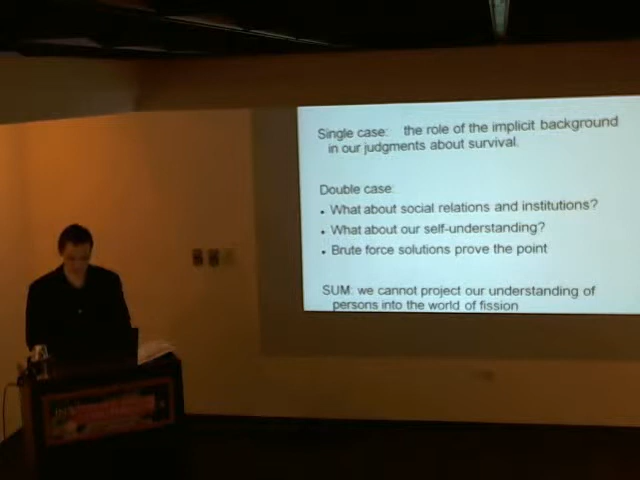 Single case: the role of the implicit background
in our judgments about survival.
Double case:
• What about social relations and institutions?
• What about our self-understanding?
• Brute force solutions prove the point
SUM: we cannot project our understanding of
persons into the world of fission